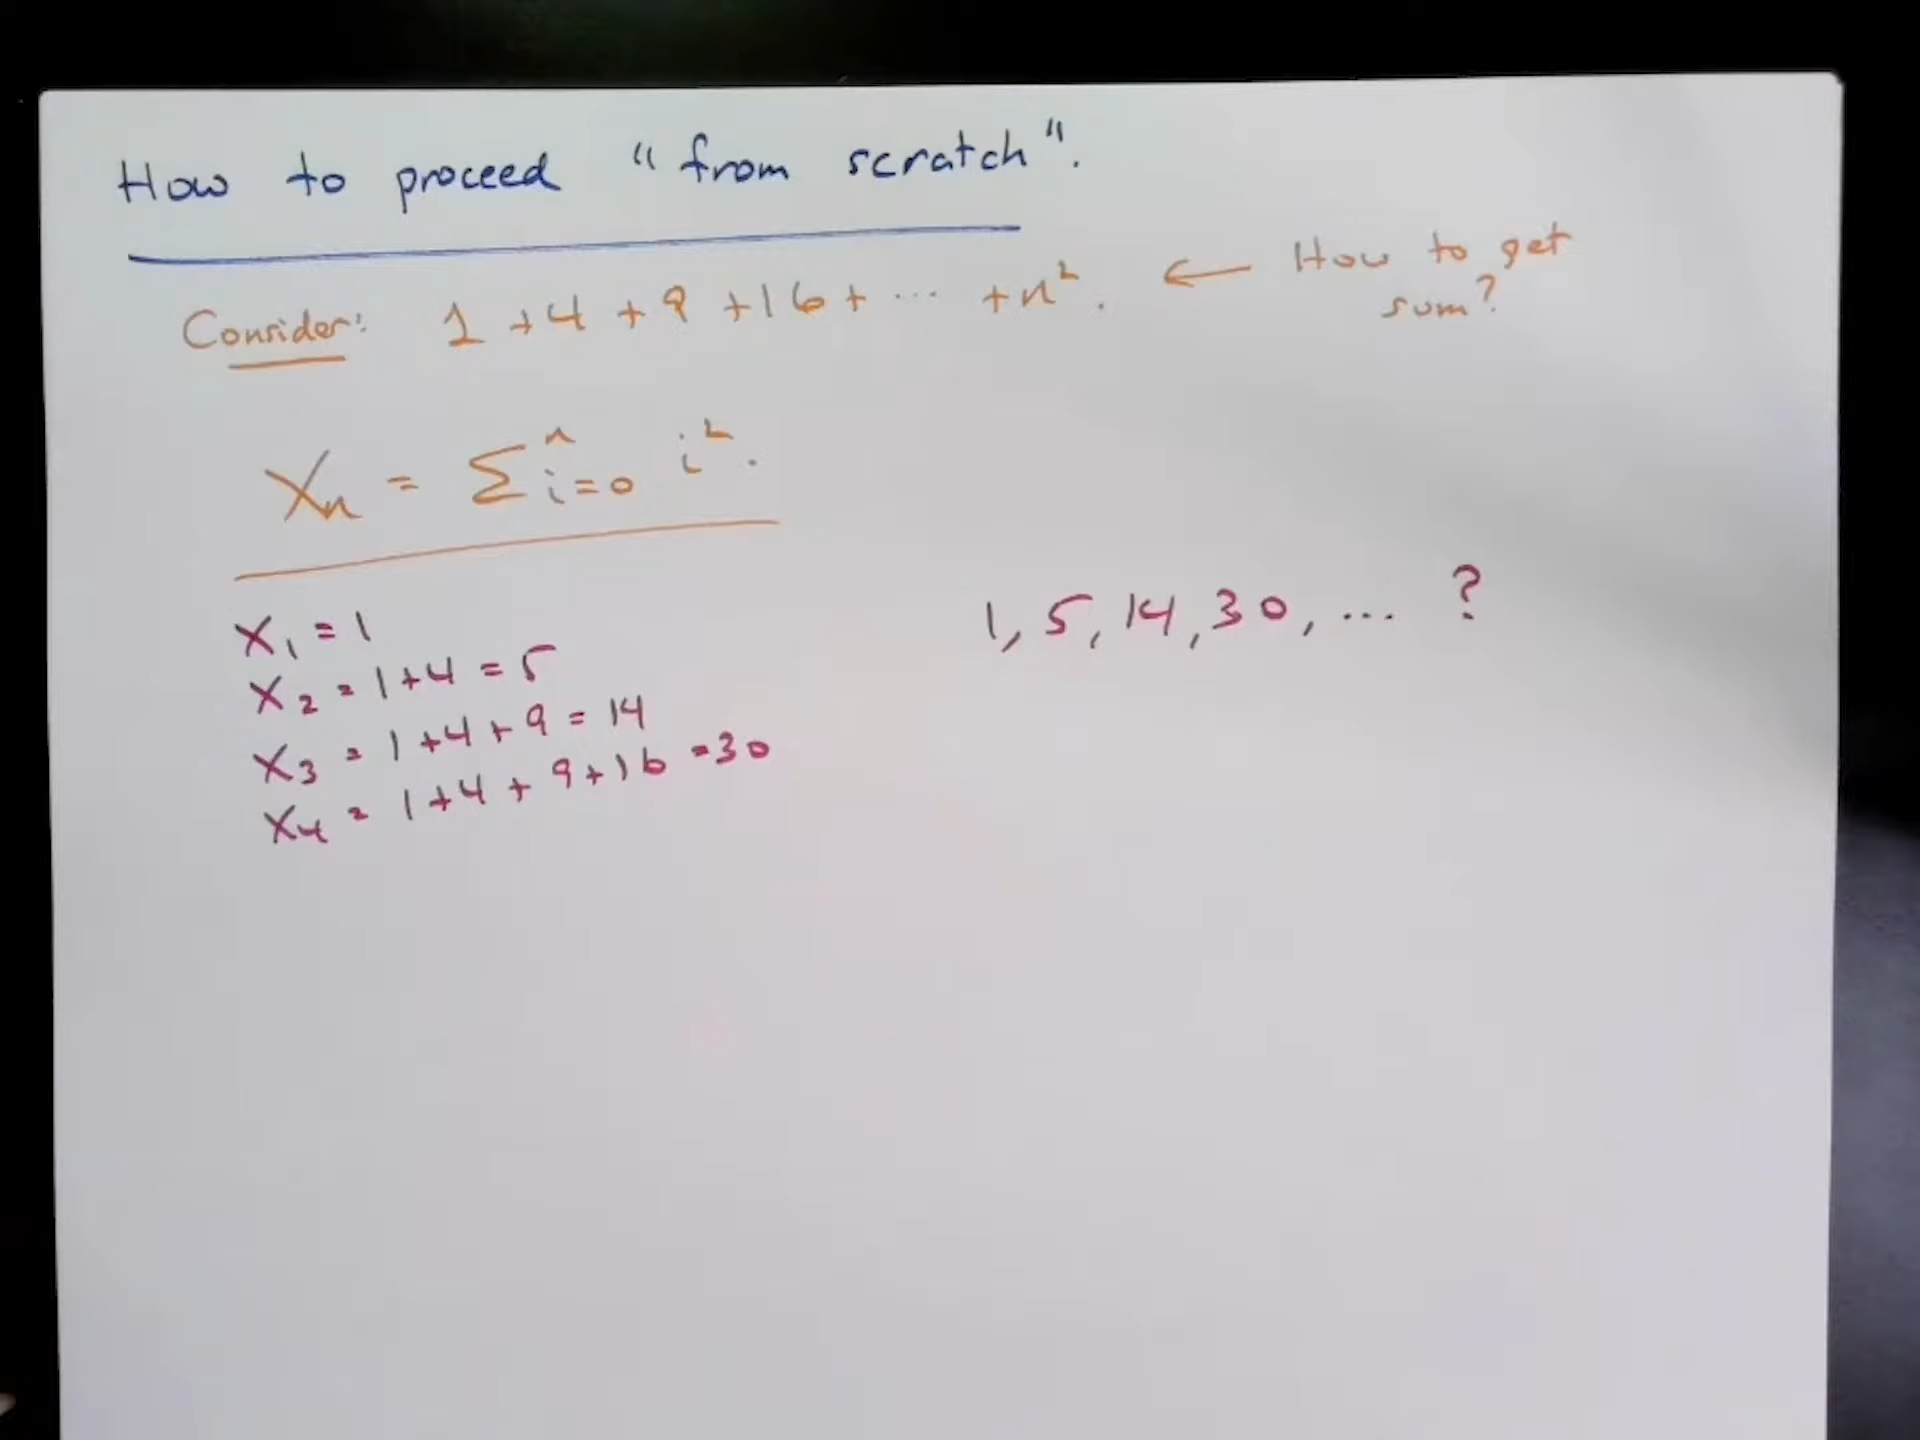 How to proceed "from scratch".
Consider: 1 + 4 + 9 + 16 + ... + n². ← How to get
sum?
Xₙ = Σⁿᵢ₌₀ i².
X₁ = 1
X₂ = 1 + 4 = 5
X₃ = 1 + 4 + 9 = 14
X₄ = 1 + 4 + 9 + 16 = 30
1, 5, 14, 30, ... ?